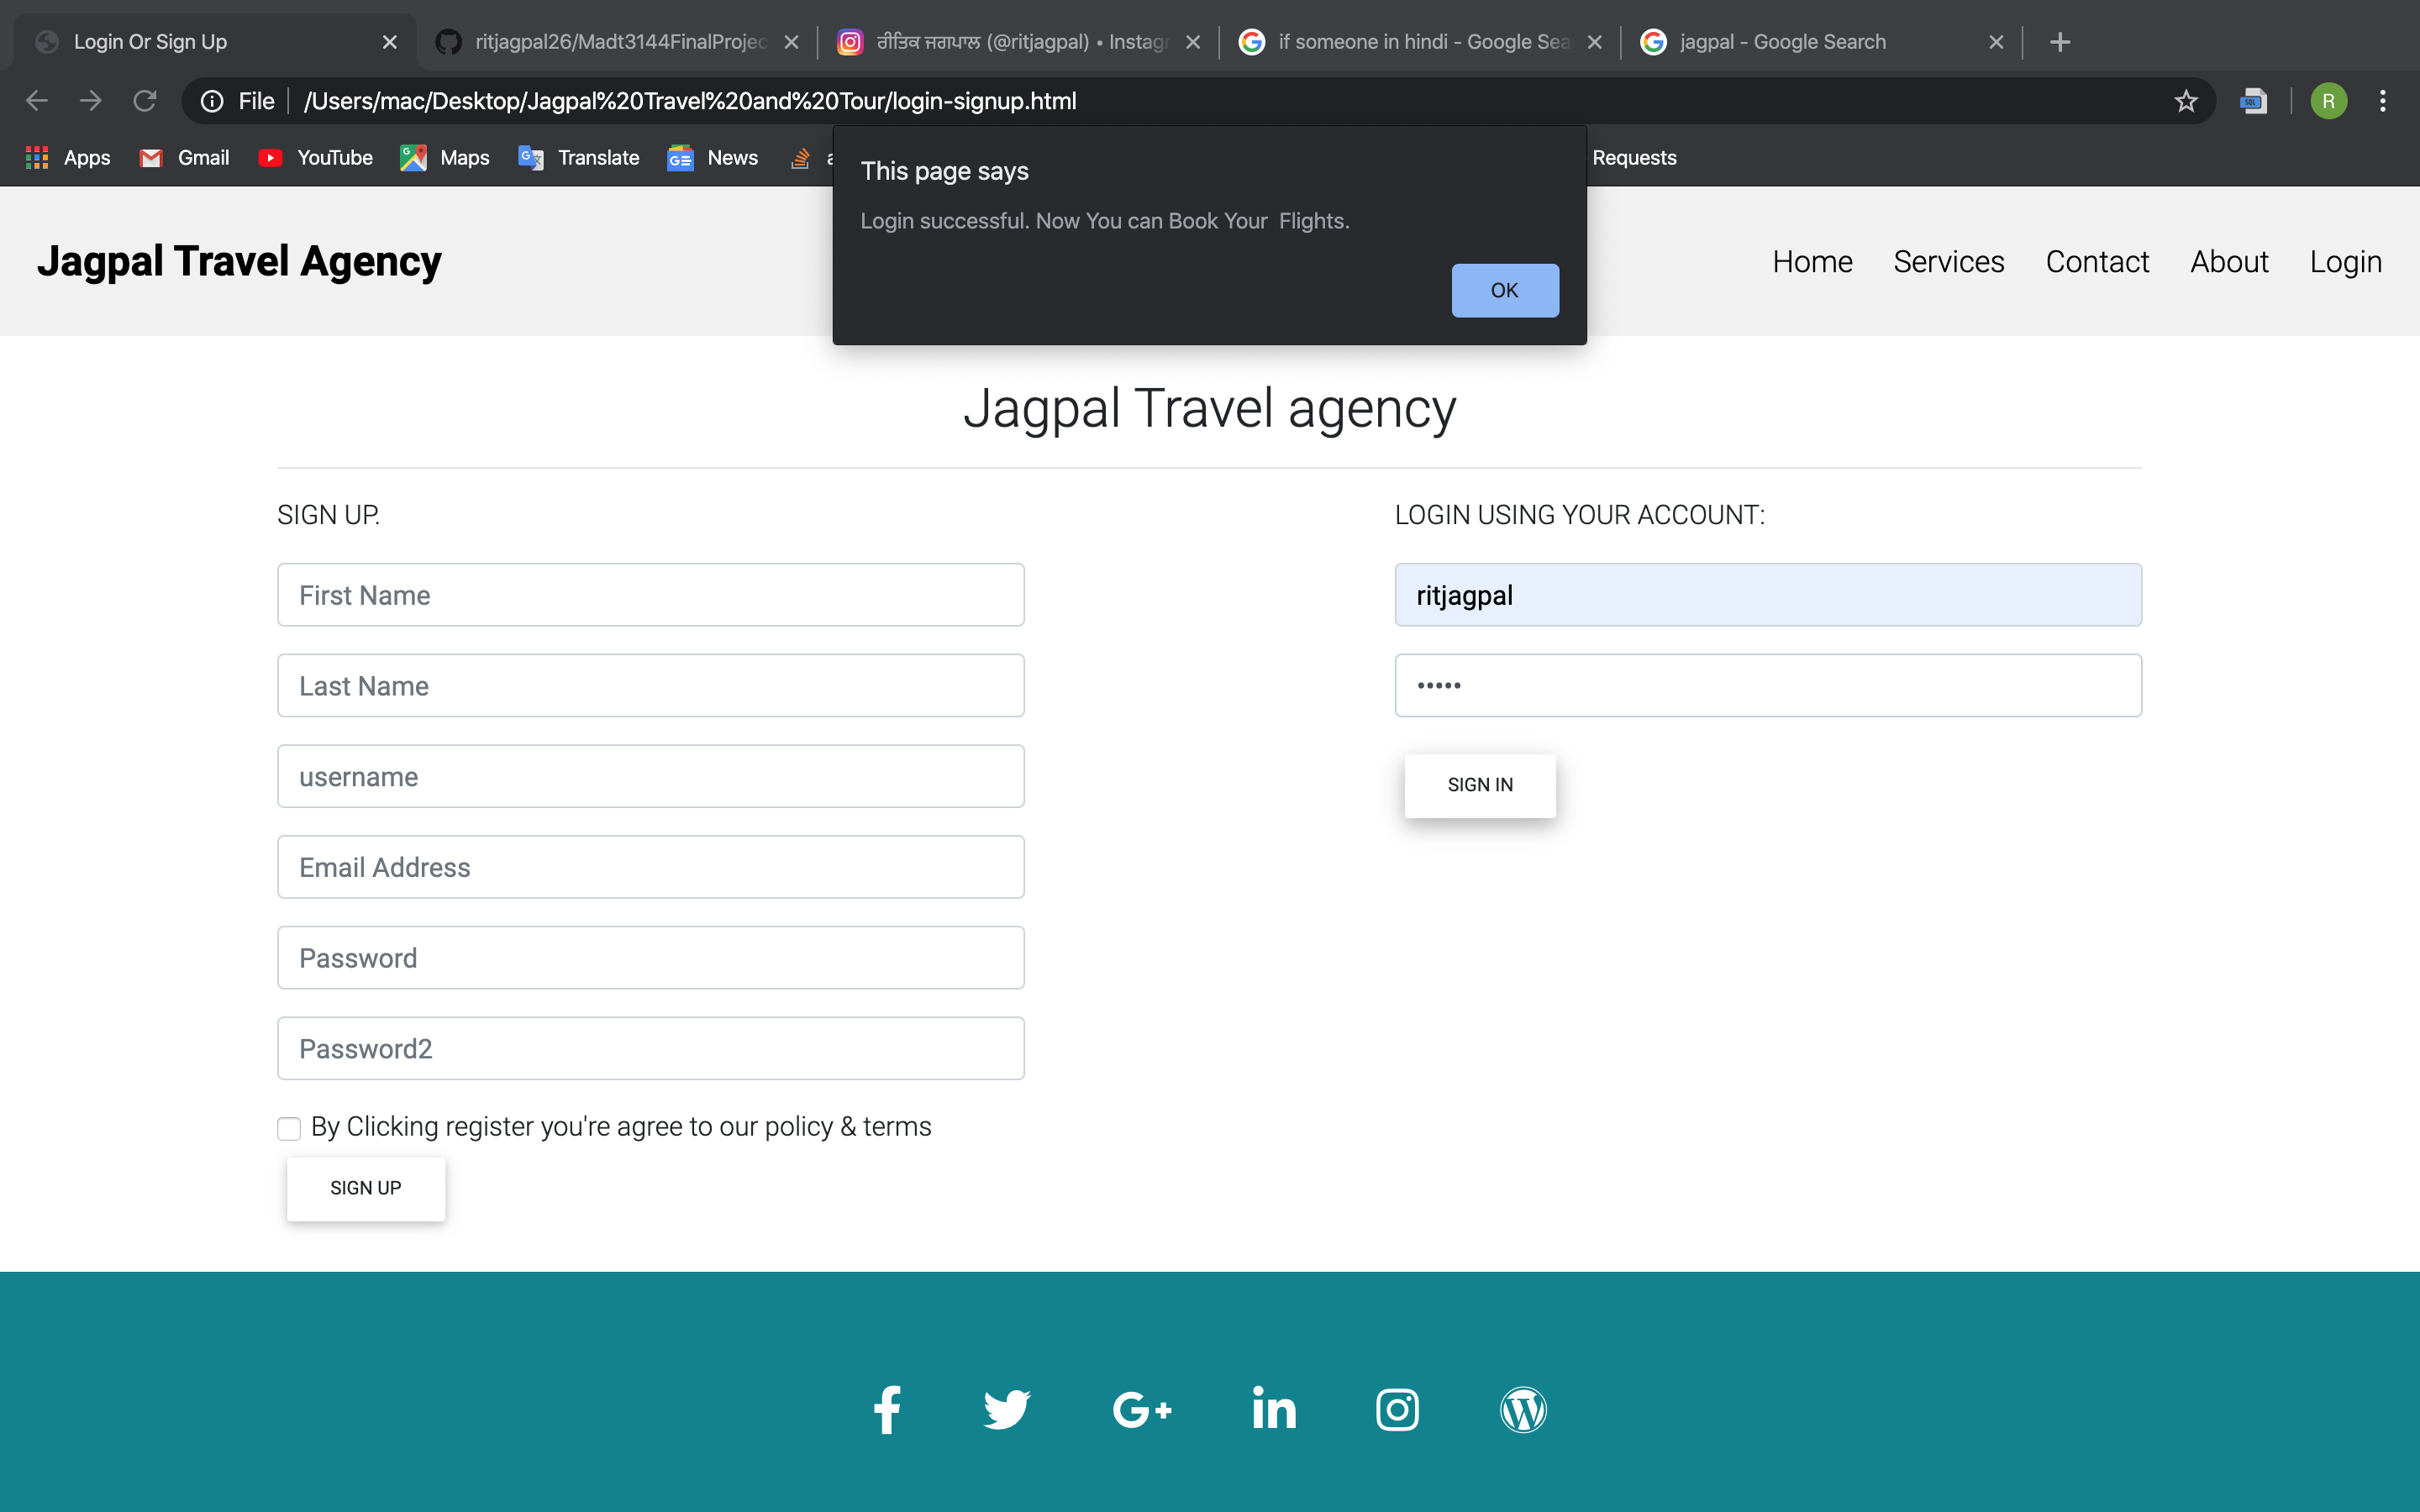 Login Or Sign Up
ritjagpal26/Madt3144FinalProjec
ਰੀਤਿਕ ਜਗਪਾਲ (@ritjagpal) • Instagr
if someone in hindi - Google Sea
jagpal - Google Search
File /Users/mac/Desktop/Jagpal%20Travel%20and%20Tour/login-signup.html
SQL
R
Apps
Gmail
YouTube
Maps
Translate
News
a
Requests
This page says
Login successful. Now You can Book Your  Flights.
OK
Jagpal Travel Agency
Home
Services
Contact
About
Login
Jagpal Travel agency
SIGN UP.
First Name
Last Name
username
Email Address
Password
Password2
By Clicking register you're agree to our policy & terms
SIGN UP
LOGIN USING YOUR ACCOUNT:
ritjagpal
•••••
SIGN IN